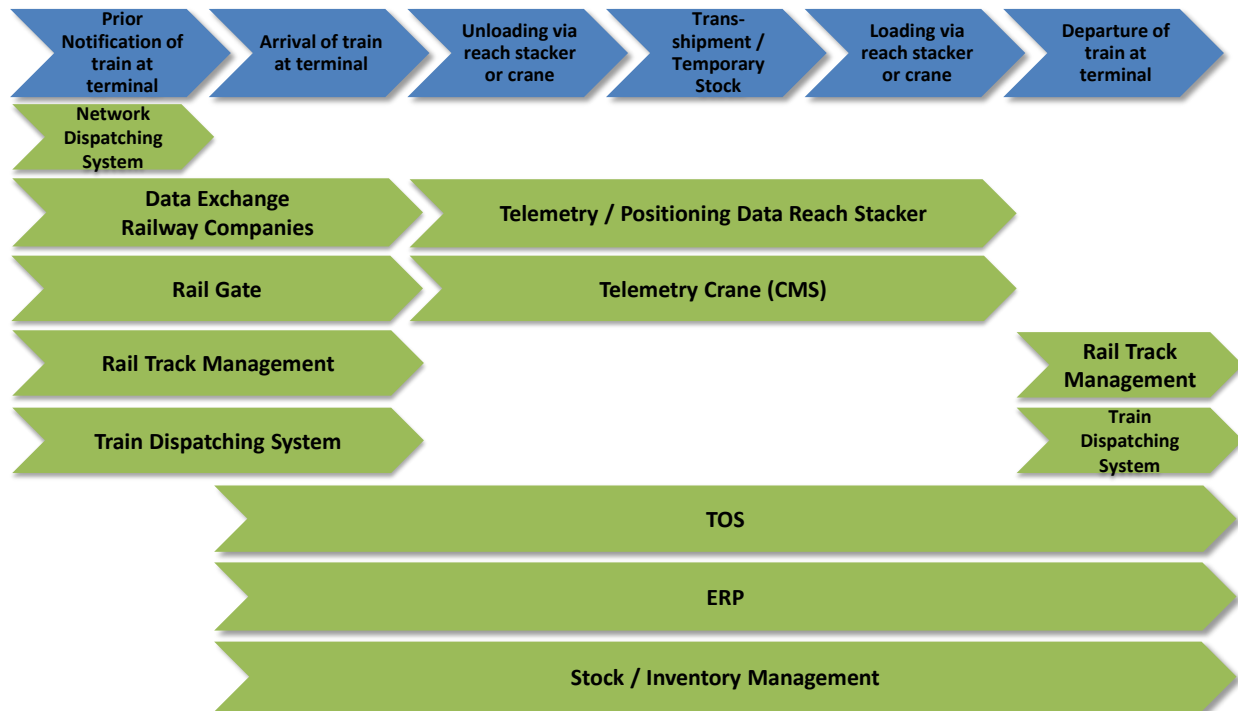 Prior
Notification of
train at
terminal
Arrival of train
at terminal
Unloading via
reach stacker
or crane
Trans-
shipment /
Temporary
Stock
Loading via
reach stacker
or crane
Departure of
train at
terminal
Network
Dispatching
System
Data Exchange
Railway Companies
Telemetry / Positioning Data Reach Stacker
Rail Gate
Telemetry Crane (CMS)
Rail Track Management
Rail Track
Management
Train Dispatching System
Train
Dispatching
System
TOS
ERP
Stock / Inventory Management